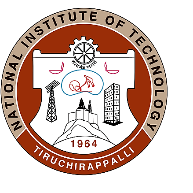 NATIONAL INSTITUTE OF TECHNOLOGY
1964
TIRUCHIRAPPALLI